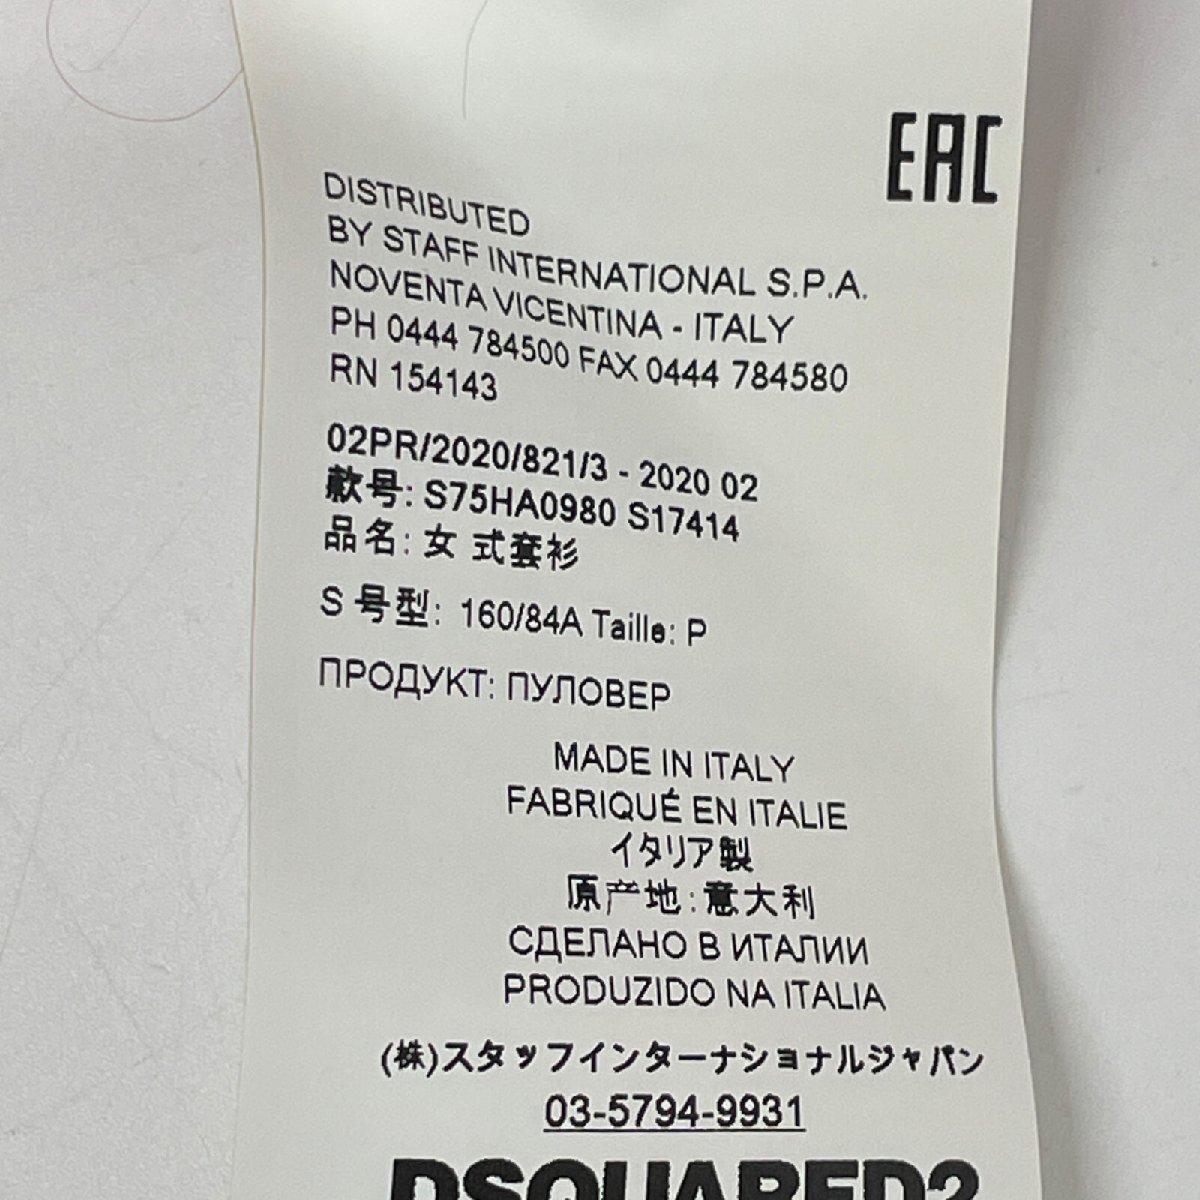 EAC
DISTRIBUTED
BY STAFF INTERNATIONAL S.P.A.
NOVENTA VICENTINA - ITALY
PH 0444 784500 FAX 0444 784580
RN 154143
02PR/2020/821/3 - 2020 02
款号: S75HA0980 S17414
品名: 女 式套衫
S 号型: 160/84A Taille: P
ПРОДУКТ: ПУЛОВЕР
MADE IN ITALY
FABRIQUÉ EN ITALIE
イタリア製
原产地:意大利
СДЕЛАНО В ИТАЛИИ
PRODUZIDO NA ITALIA
(株)スタッフインターナショナルジャパン
03-5794-9931
DSQUARED2